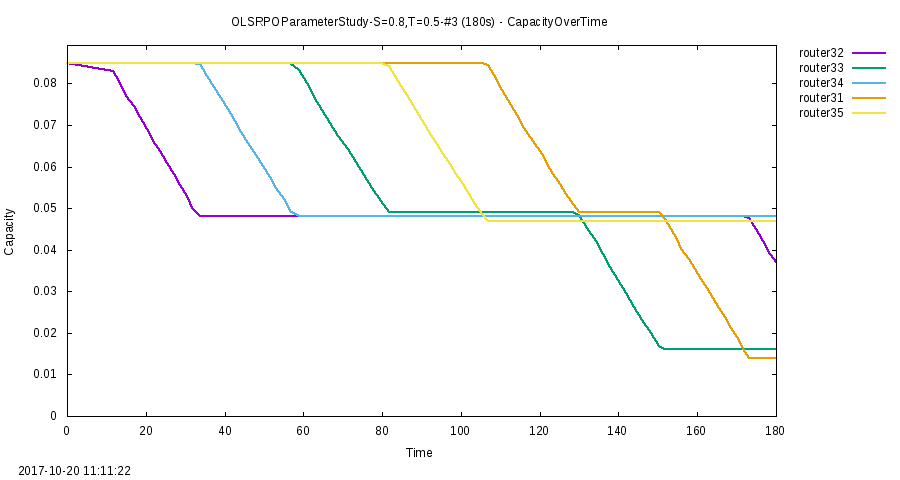 OLSRPOParameterStudy-S=0.8,T=0.5-#3 (180s) - CapacityOverTime
router32
router33
router34
router31
router35
0.08
0.07
0.06
0.05
0.04
0.03
0.02
0.01
0
Capacity
0 20 40 60 80 100 120 140 160 180
Time
2017-10-20 11:11:22